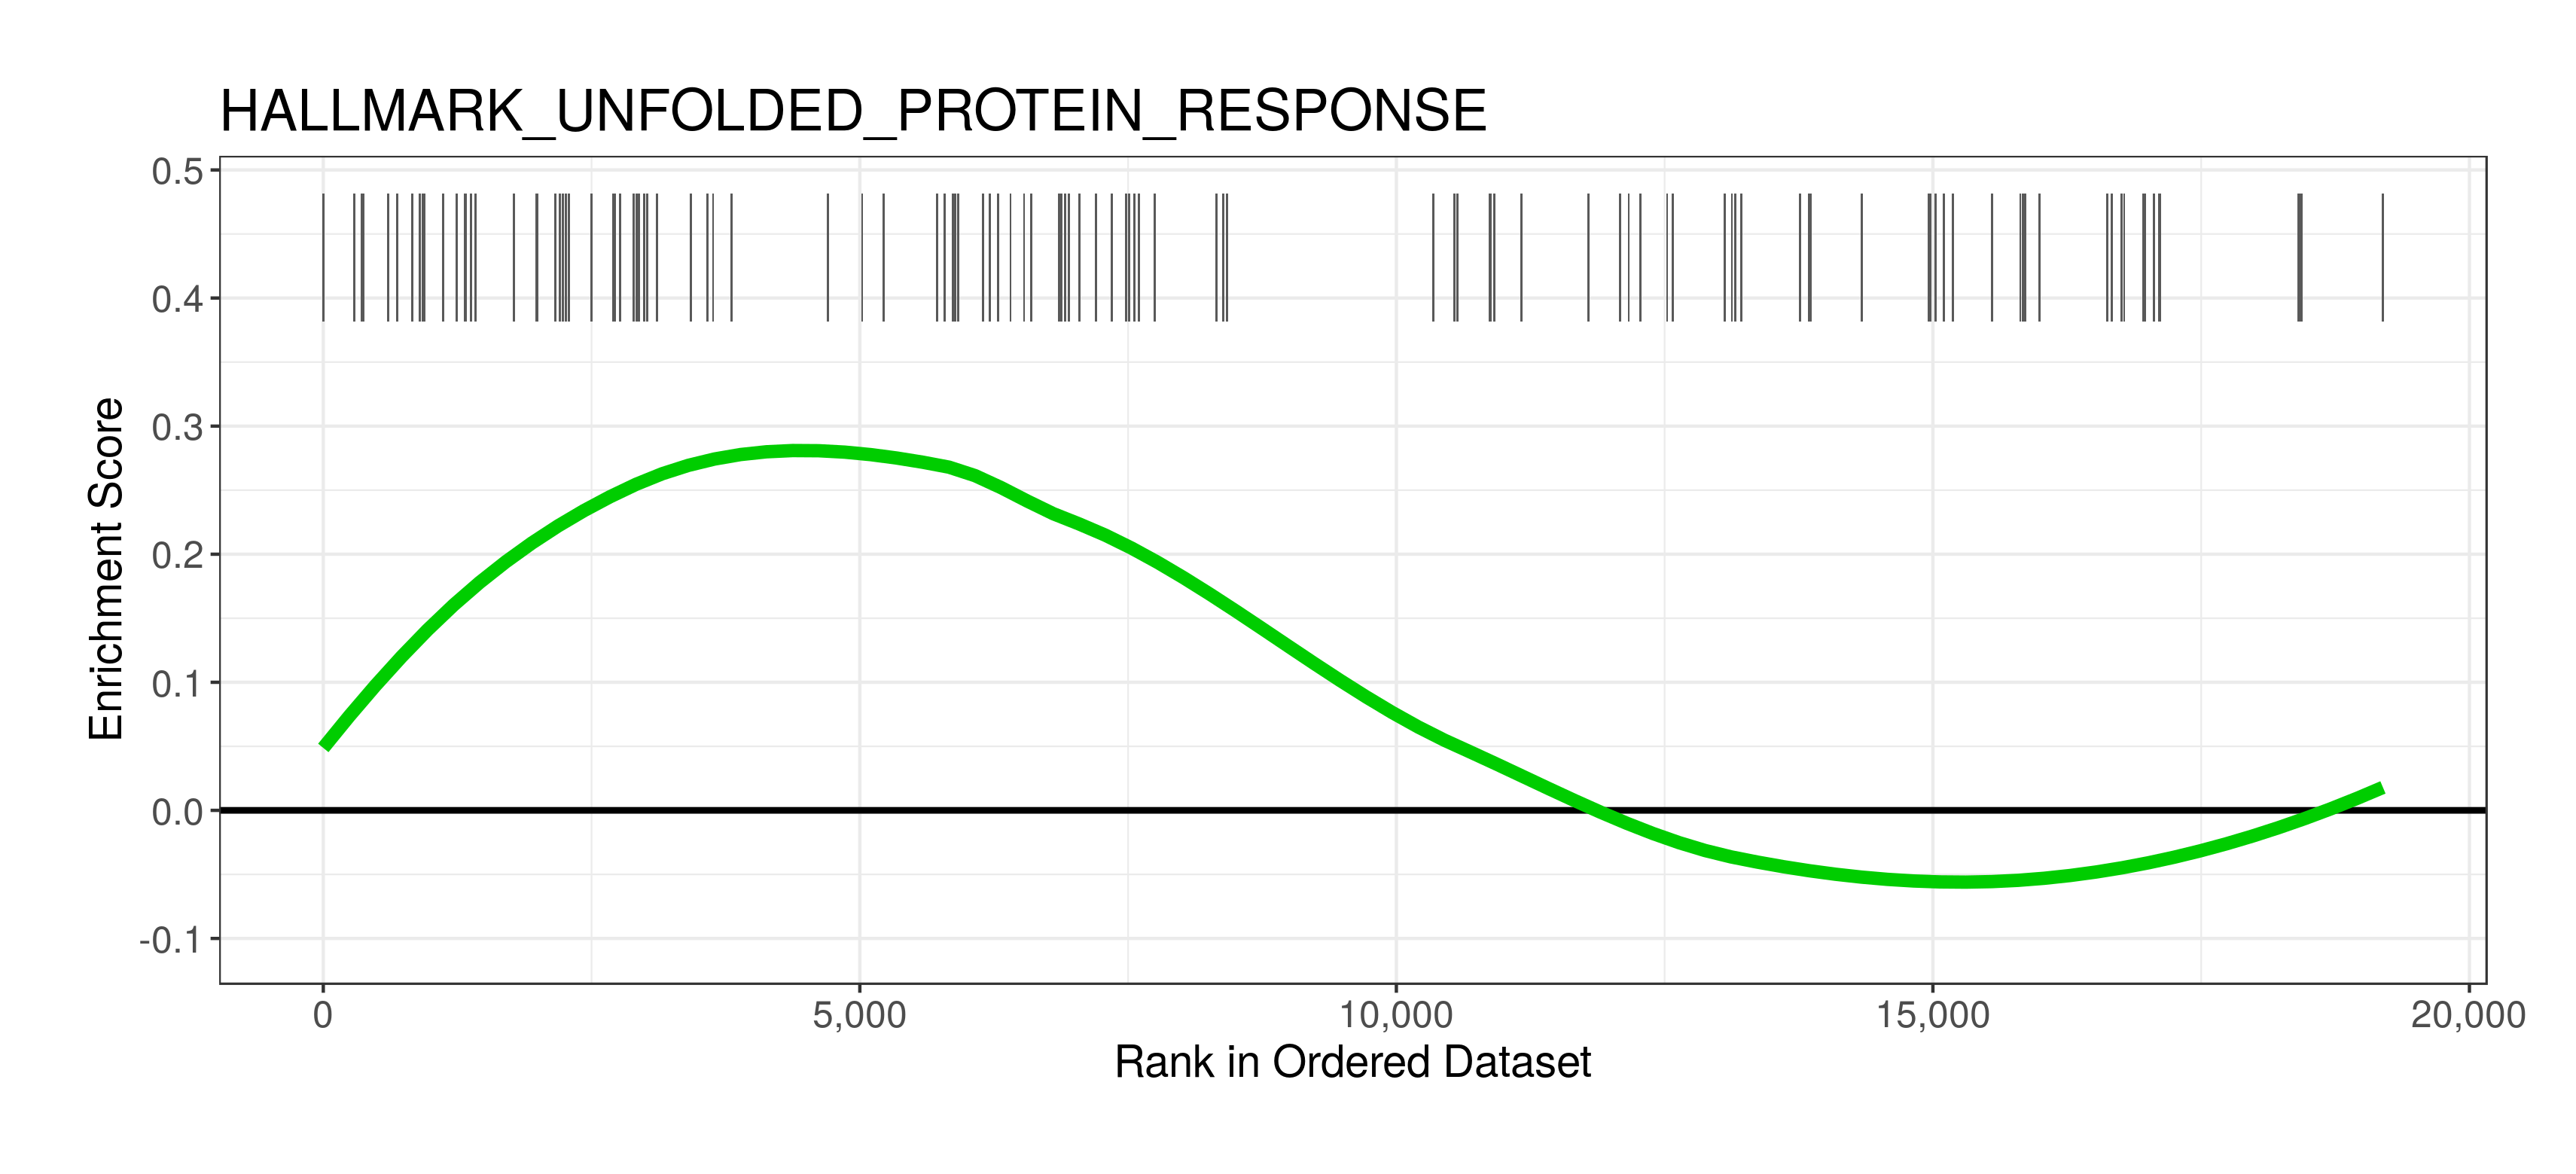 HALLMARK_UNFOLDED_PROTEIN_RESPONSE
0.5
0.4
0.3
0.2
0.1
0.0
-0.1
Enrichment Score
0 5,000 10,000 15,000 20,000
Rank in Ordered Dataset